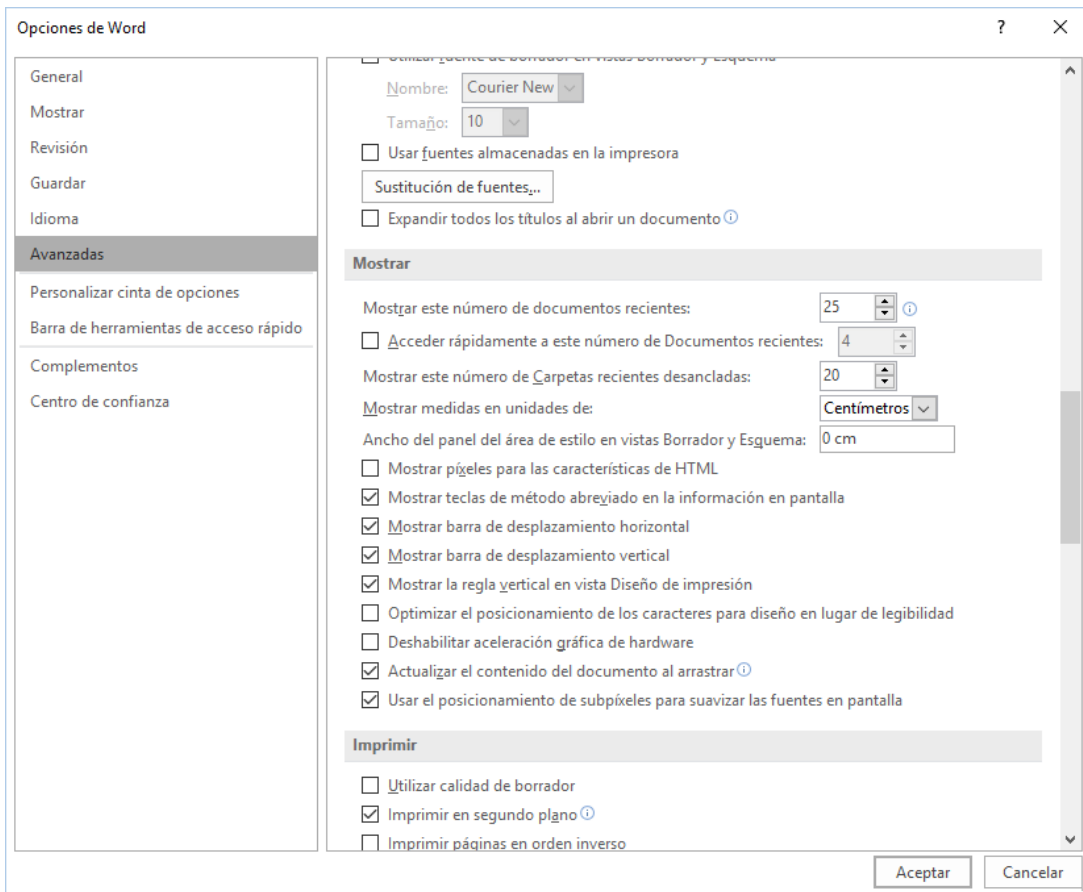 Opciones de Word
General
Mostrar
Revisión
Guardar
Idioma
Avanzadas
Personalizar cinta de opciones
Barra de herramientas de acceso rápido
Complementos
Centro de confianza
Utilizar fuente de borrador en vistas Borrador y Esquema
Nombre: Courier New
Tamaño: 10
Usar fuentes almacenadas en la impresora
Sustitución de fuentes...
Expandir todos los títulos al abrir un documento
Mostrar
Mostrar este número de documentos recientes: 25
Acceder rápidamente a este número de Documentos recientes: 4
Mostrar este número de Carpetas recientes desancladas: 20
Mostrar medidas en unidades de: Centímetros
Ancho del panel del área de estilo en vistas Borrador y Esquema: 0 cm
Mostrar píxeles para las características de HTML
Mostrar teclas de método abreviado en la información en pantalla
Mostrar barra de desplazamiento horizontal
Mostrar barra de desplazamiento vertical
Mostrar la regla vertical en vista Diseño de impresión
Optimizar el posicionamiento de los caracteres para diseño en lugar de legibilidad
Deshabilitar aceleración gráfica de hardware
Actualizar el contenido del documento al arrastrar
Usar el posicionamiento de subpíxeles para suavizar las fuentes en pantalla
Imprimir
Utilizar calidad de borrador
Imprimir en segundo plano
Imprimir páginas en orden inverso
Aceptar
Cancelar